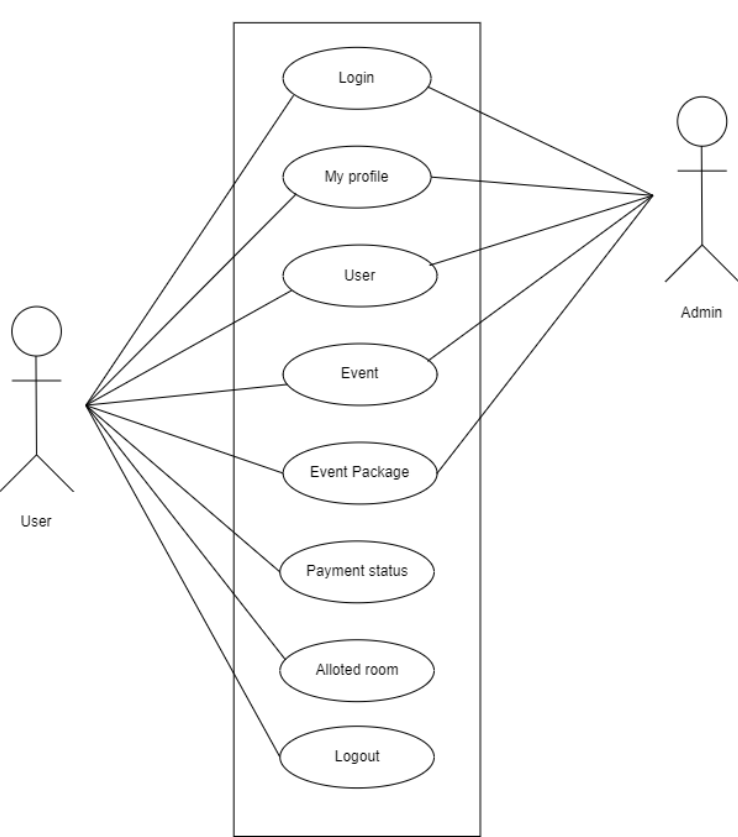 Login
My profile
User
Event
Event Package
Payment status
Alloted room
Logout
User
Admin